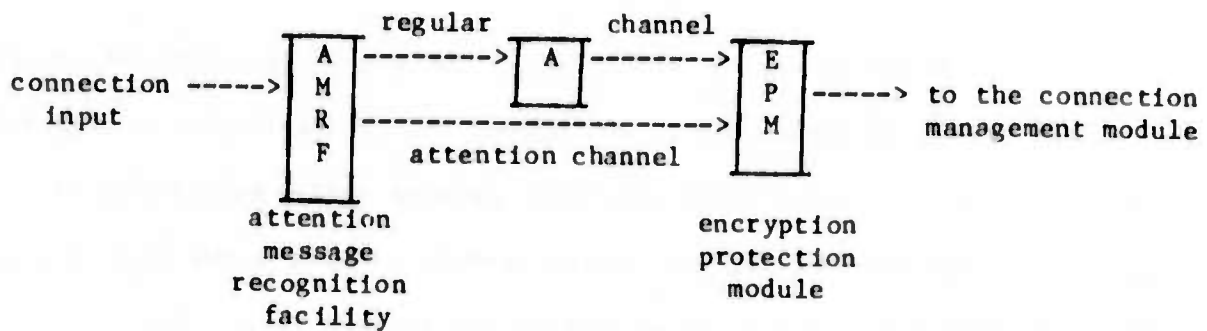 regular channel
A M R F
A
E P M
connection input
to the connection management module
attention channel
attention message recognition facility
encryption protection module